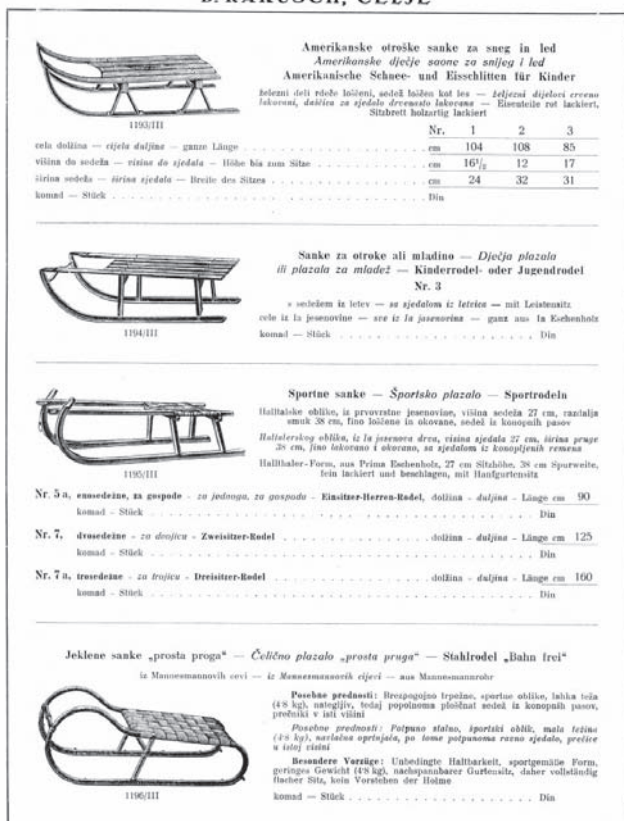 D. RAKUSCH, CELJE
Amerikanske otroške sanke za sneg in led
Amerikanske dječje saone za snijeg i led
Amerikanische Schnee- und Eisschlitten für Kinder
železni deli rdeče loščeni, sedež loščen kot les — željezni dijelovi crveno
lakovani, daščica za sjedalo drvenasto lakovana — Eisenteile rot lackiert,
Sitzbrett holzartig lackiert
1193/III
Nr. 1 2 3
cela dolžina — cijela duljina — ganze Länge . . . cm 104 108 85
višina do sedeža — visina do sjedala — Höhe bis zum Sitze . . . cm 16½ 12 17
širina sedeža — širina sjedala — Breite des Sitzes . . . cm 24 32 31
komad — Stück . . . Din
Sanke za otroke ali mladino — Dječja plazala
ili plazala za mladež — Kinderrodel- oder Jugendrodel
Nr. 3
s sedežem iz letev — sa sjedalom iz letvica — mit Leistensitz
cele iz Ia jesenovine — sve iz Ia jasenovine — ganz aus Ia Eschenholz
1194/III
komad — Stück . . . Din
Sportne sanke — Športsko plazalo — Sportrodeln
Halltalske oblike, iz prvovrstne jesenovine, višina sedeža 27 cm, razdalja
smuk 38 cm, fino loščene in okovane, sedež iz konopnih pasov
Haltalerskog oblika, iz Ia jasenova drva, visina sjedala 27 cm, širina pruge
38 cm, fino lakovano i okovano, sa sjedalom iz konopljenih remena
Hallthaler-Form, aus Prima Eschenholz, 27 cm Sitzhöhe, 38 cm Spurweite,
fein lackiert und beschlagen, mit Hanfgurtensitz
1195/III
Nr. 5 a, enosedežne, za gospode - za jednoga, za gospodu - Einsitzer-Herren-Rodel, dolžina - duljina - Länge cm 90
komad - Stück . . . Din
Nr. 7, dvosedežne - za dvojicu - Zweisitzer-Rodel . . . dolžina - duljina - Länge cm 125
komad - Stück . . . Din
Nr. 7 a, trosedežne - za trojicu - Dreisitzer-Rodel . . . dolžina - duljina - Länge cm 160
komad - Stück . . . Din
Jeklene sanke „prosta proga“ — Čelično plazalo „prosta pruga“ — Stahlrodel „Bahn frei“
iz Mannesmannovih cevi — iz Mannesmannovih cijevi — aus Mannesmannrohr
Posebne prednosti: Brezpogojno trpežne, sportne oblike, lahka teža
(4·8 kg), nategljiv, tedaj popolnoma ploščnat sedež iz konopnih pasov,
prečniki v isti višini
Posebne prednosti: Potpuno stalno, športski oblik, mala težina
(4·8 kg), navlačna oprtnjača, po tome potpunoma ravno sjedalo, prečice
u istoj visini
Besondere Vorzüge: Unbedingte Haltbarkeit, sportgemäße Form,
geringes Gewicht (4·8 kg), nachspannbarer Gurtensitz, daher vollständig
flacher Sitz, kein Vorstehen der Holme
1196/III
komad — Stück . . . Din